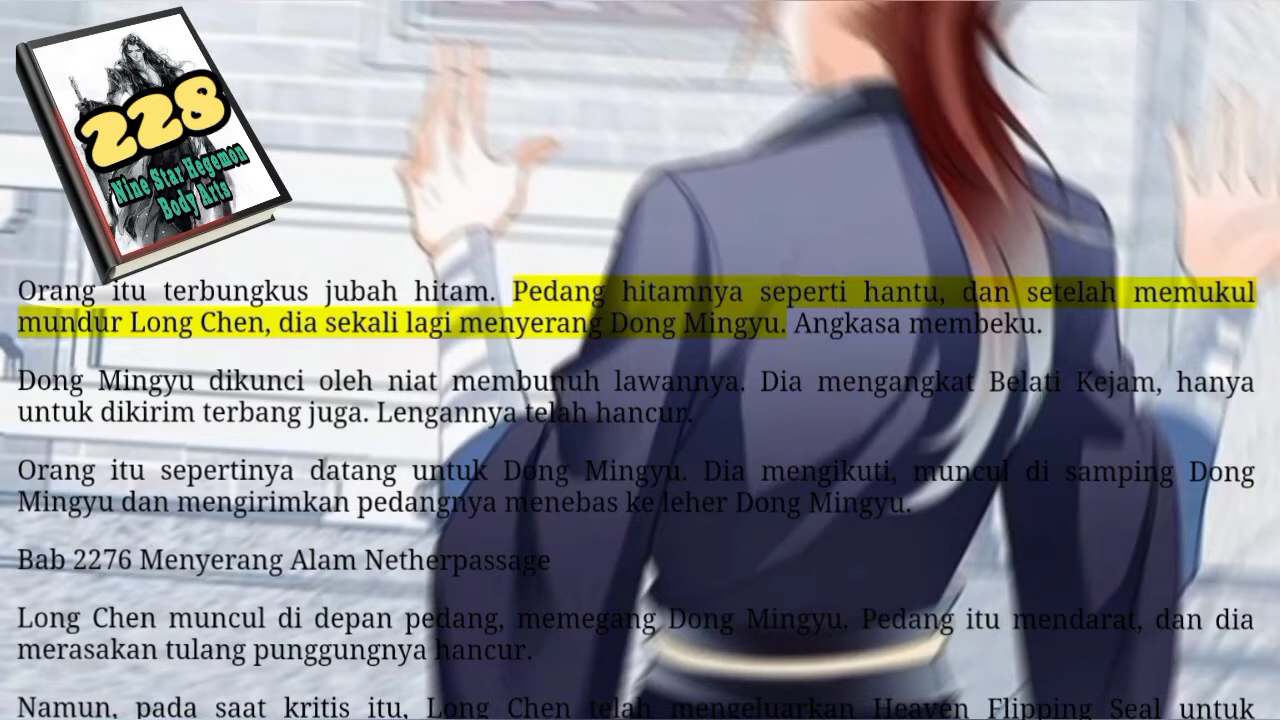 228
Nine Star Hegemon
Body Arts
Orang itu terbungkus jubah hitam. Pedang hitamnya seperti hantu, dan setelah memukul
mundur Long Chen, dia sekali lagi menyerang Dong Mingyu. Angkasa membeku.
Dong Mingyu dikunci oleh niat membunuh lawannya. Dia mengangkat Belati Kejam, hanya
untuk dikirim terbang juga. Lengannya telah hancur.
Orang itu sepertinya datang untuk Dong Mingyu. Dia mengikuti, muncul di samping Dong
Mingyu dan mengirimkan pedangnya menebas ke leher Dong Mingyu.
Bab 2276 Menyerang Alam Netherpassage
Long Chen muncul di depan pedang, memegang Dong Mingyu. Pedang itu mendarat, dan dia
merasakan tulang punggungnya hancur.
Namun, pada saat kritis itu, Long Chen telah mengeluarkan Heaven Flipping Seal untuk